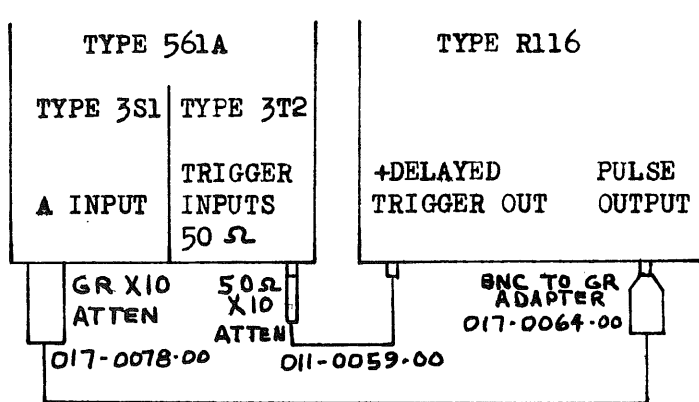 TYPE 561A
TYPE R116
TYPE 3S1
TYPE 3T2
A INPUT
TRIGGER
INPUTS
50 Ω
+DELAYED
TRIGGER OUT
PULSE
OUTPUT
GR X10
ATTEN
50Ω
X10
ATTEN
BNC TO GR
ADAPTER
017-0064-00
017-0078-00
011-0059-00